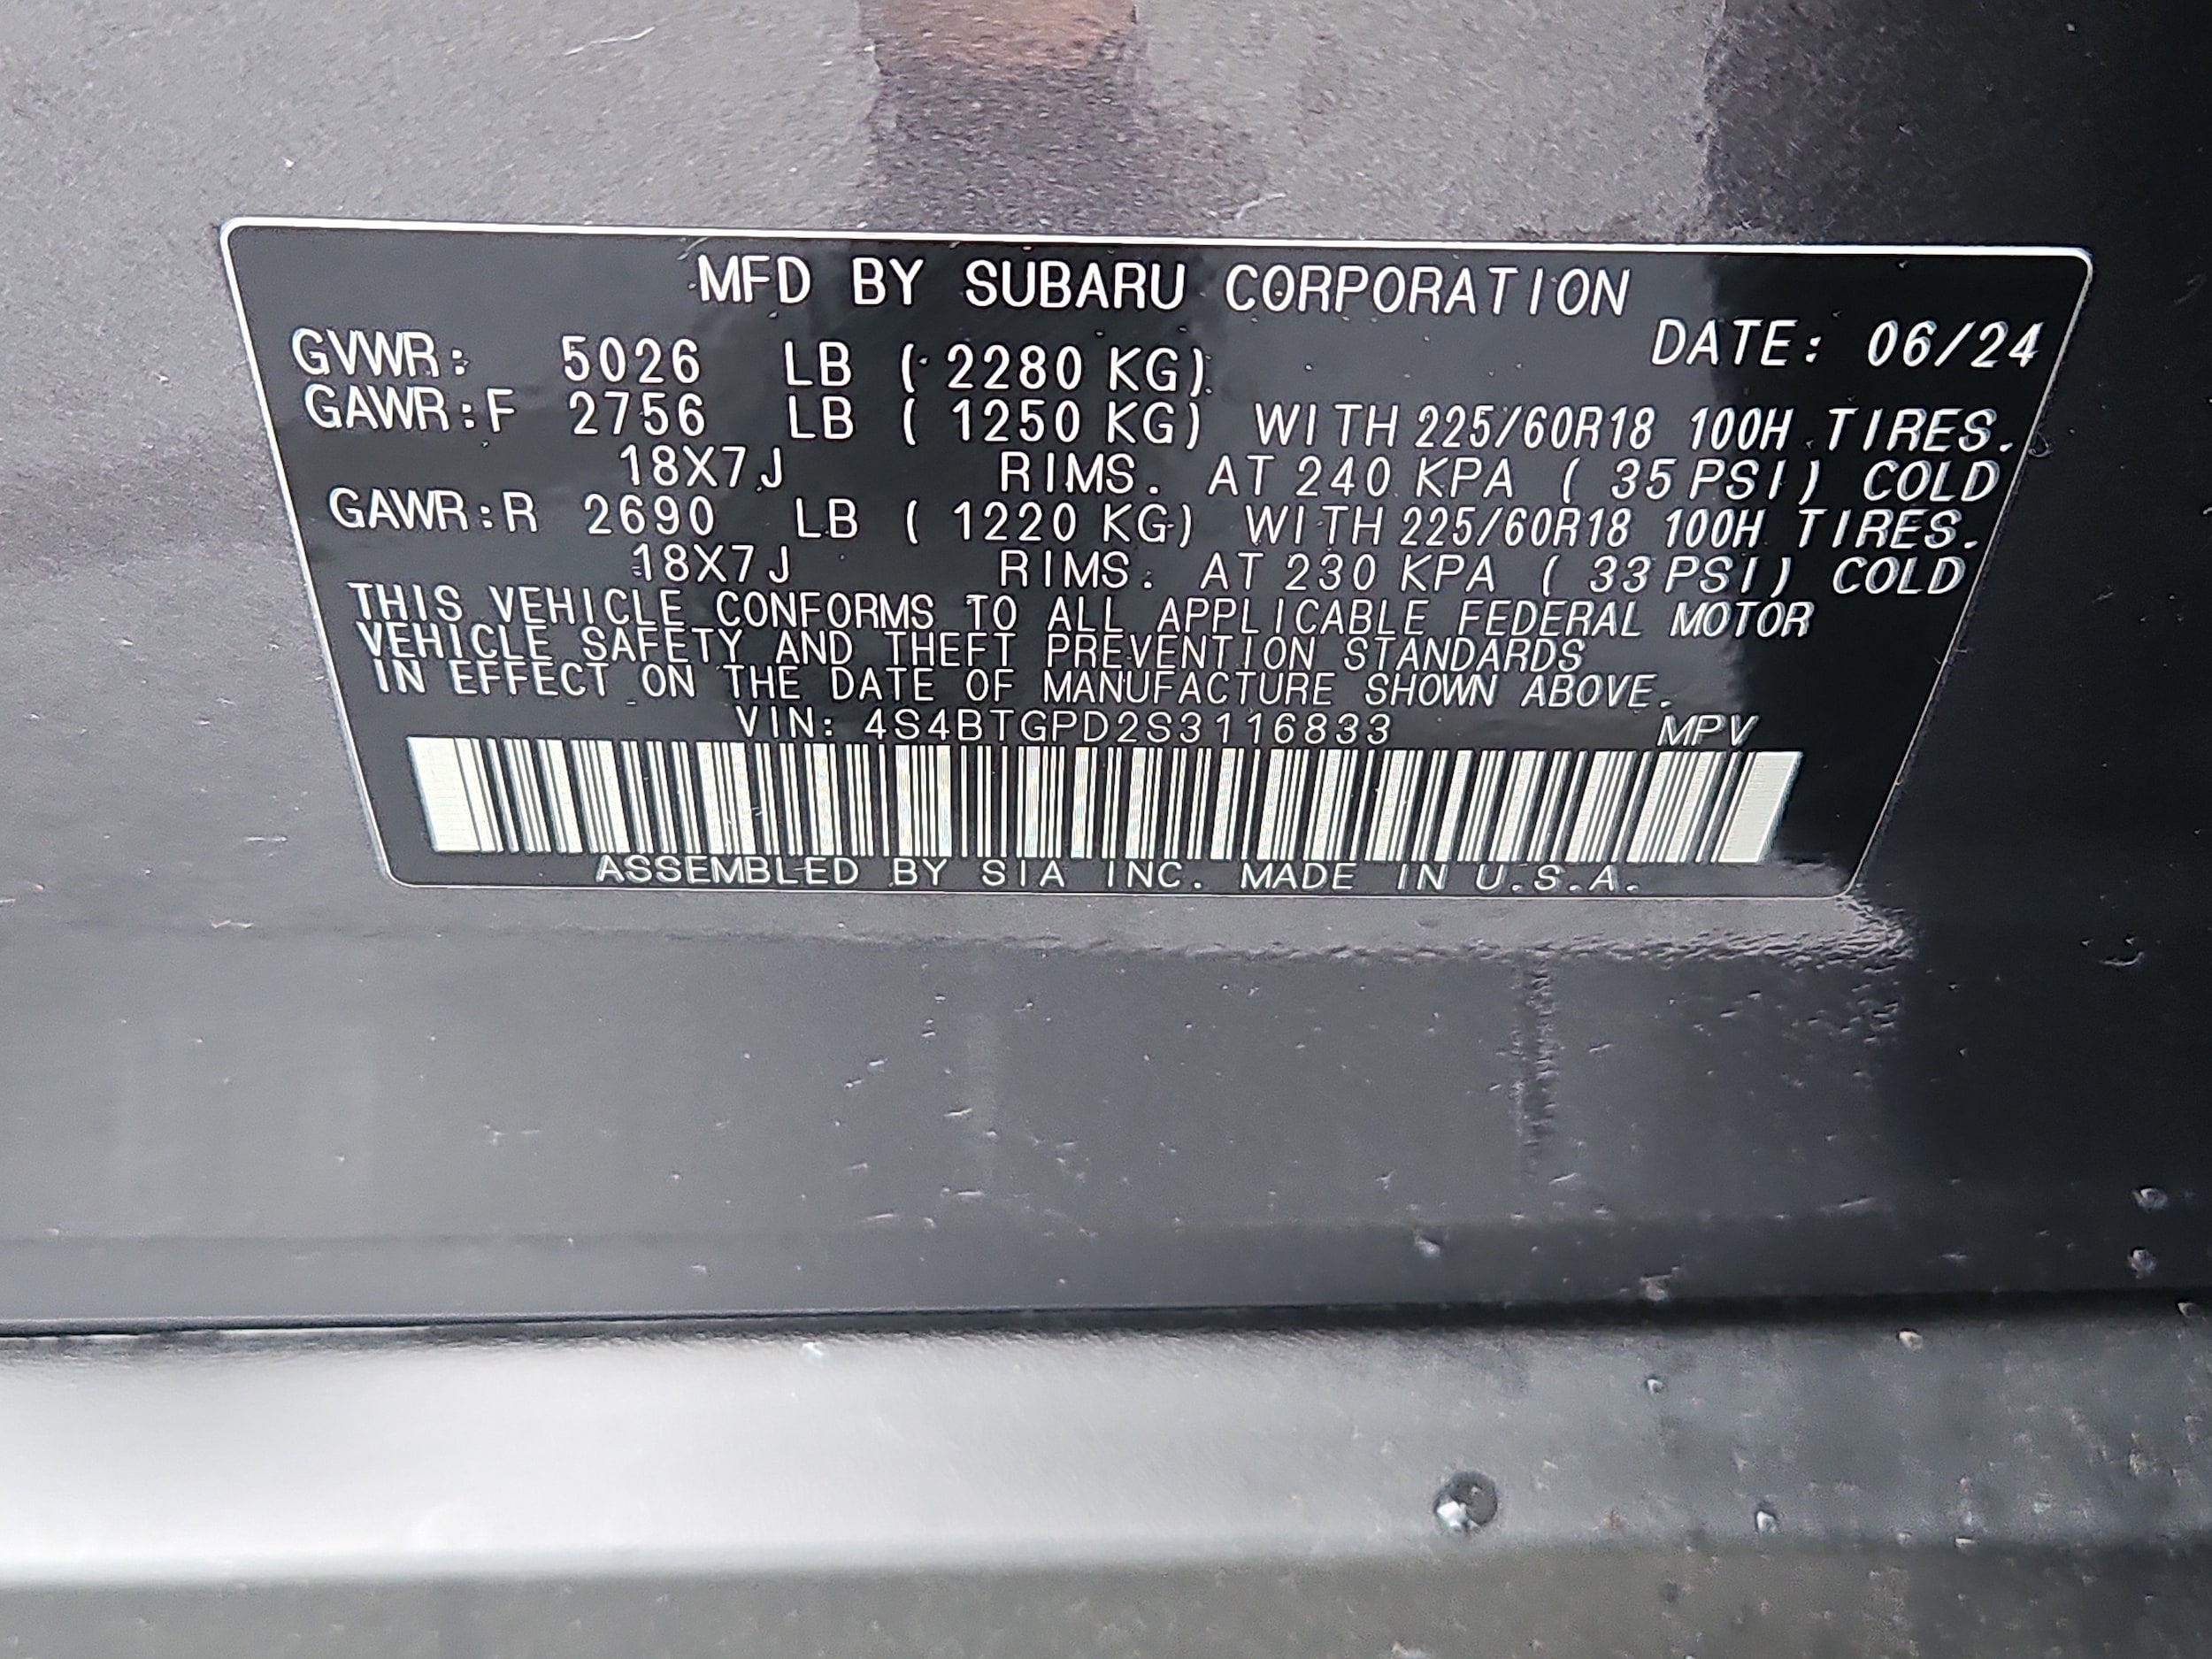 MFD BY SUBARU CORPORATION
DATE: 06/24
GVWR: 5026 LB ( 2280 KG)
GAWR:F 2756 LB ( 1250 KG) WITH 225/60R18 100H TIRES.
18X7J RIMS. AT 240 KPA ( 35 PSI) COLD
GAWR:R 2690 LB ( 1220 KG) WITH 225/60R18 100H TIRES.
18X7J RIMS. AT 230 KPA ( 33 PSI) COLD
THIS VEHICLE CONFORMS TO ALL APPLICABLE FEDERAL MOTOR
VEHICLE SAFETY AND THEFT PREVENTION STANDARDS
IN EFFECT ON THE DATE OF MANUFACTURE SHOWN ABOVE.
VIN: 4S4BTGPD2S3116833 MPV
ASSEMBLED BY SIA INC. MADE IN U.S.A.